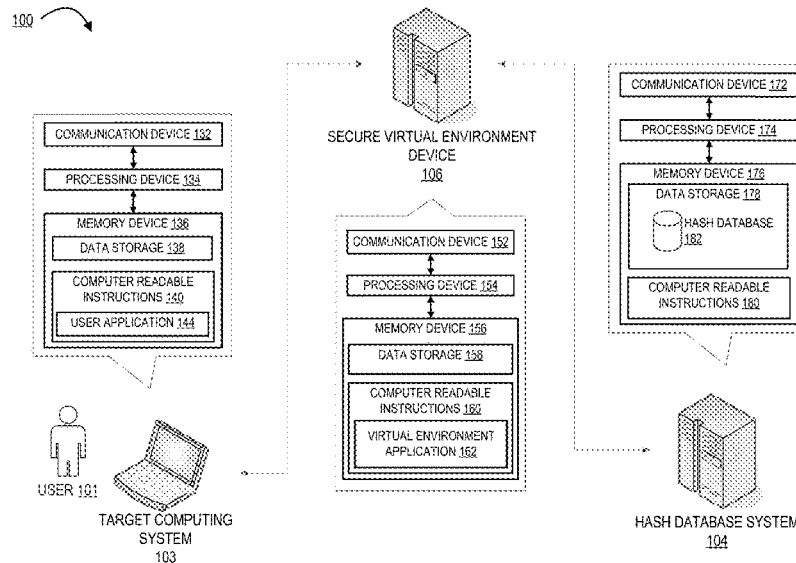 100
COMMUNICATION DEVICE 132
PROCESSING DEVICE 134
MEMORY DEVICE 136
DATA STORAGE 138
COMPUTER READABLE
INSTRUCTIONS 140
USER APPLICATION 144
USER 101
TARGET COMPUTING
SYSTEM
103
SECURE VIRTUAL ENVIRONMENT
DEVICE
106
COMMUNICATION DEVICE 152
PROCESSING DEVICE 154
MEMORY DEVICE 156
DATA STORAGE 158
COMPUTER READABLE
INSTRUCTIONS 160
VIRTUAL ENVIRONMENT
APPLICATION 162
COMMUNICATION DEVICE 172
PROCESSING DEVICE 174
MEMORY DEVICE 176
DATA STORAGE 178
HASH DATABASE
182
COMPUTER READABLE
INSTRUCTIONS 180
HASH DATABASE SYSTEM
104